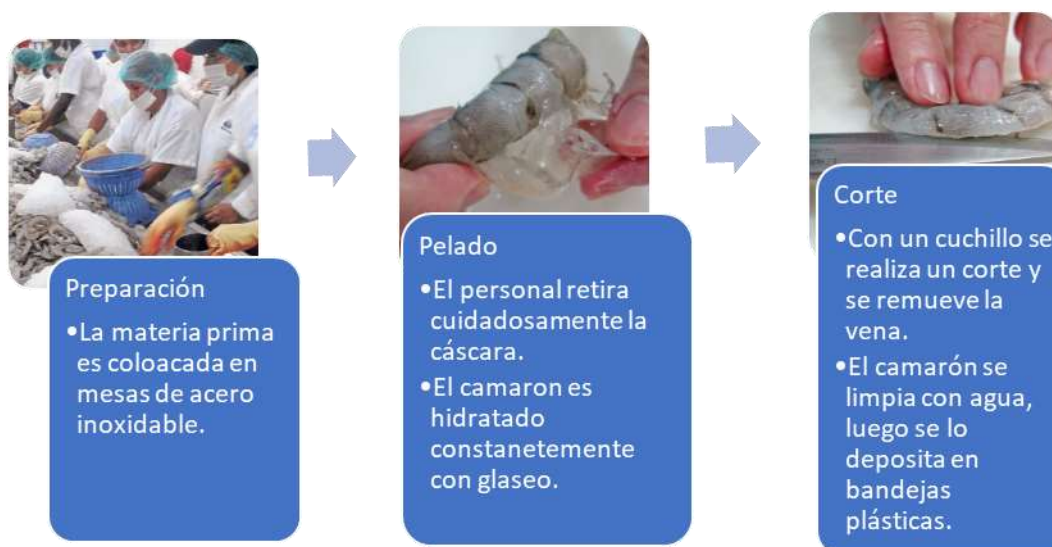 Preparación
•La materia prima
es coloacada en
mesas de acero
inoxidable.
Pelado
•El personal retira
cuidadosamente la
cáscara.
•El camaron es
hidratado
constanetemente
con glaseo.
Corte
•Con un cuchillo se
realiza un corte y
se remueve la
vena.
•El camarón se
limpia con agua,
luego se lo
deposita en
bandejas
plásticas.